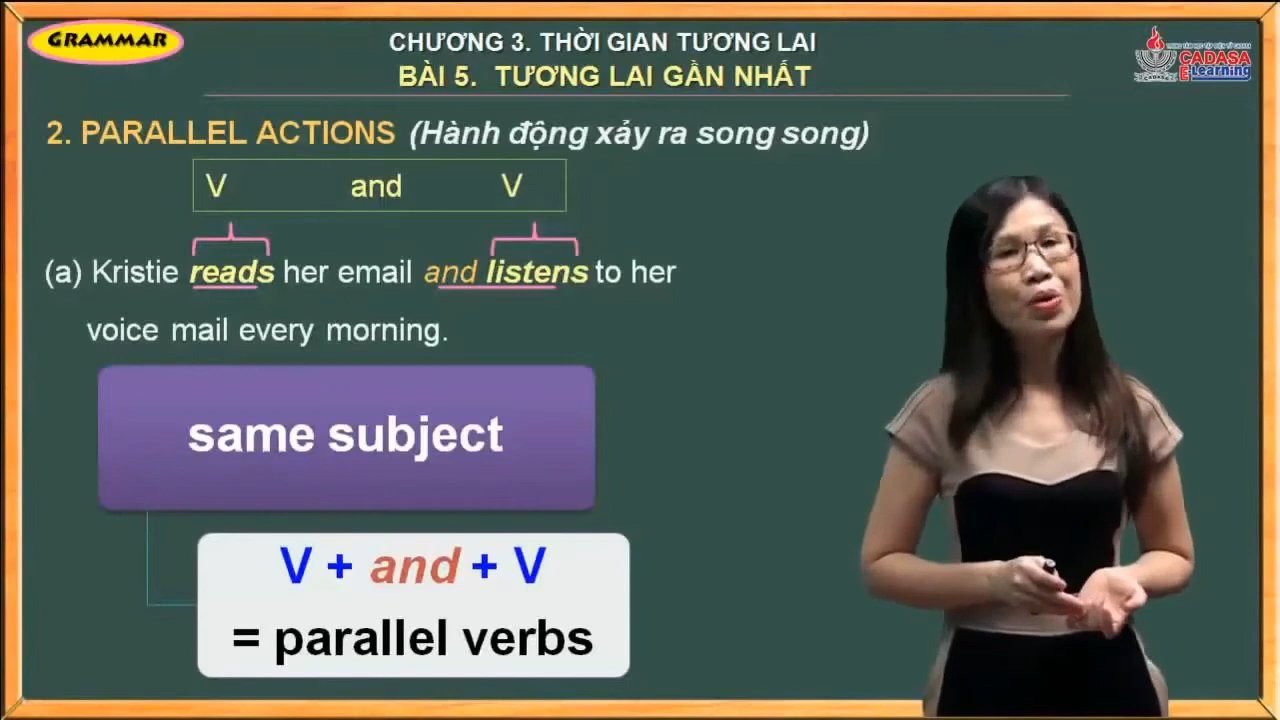 GRAMMAR
CHƯƠNG 3. THỜI GIAN TƯƠNG LAI
BÀI 5. TƯƠNG LAI GẦN NHẤT
CADASA
E-Learning
2. PARALLEL ACTIONS (Hành động xảy ra song song)
V and V
(a) Kristie reads her email and listens to her
voice mail every morning.
same subject
V + and + V
= parallel verbs